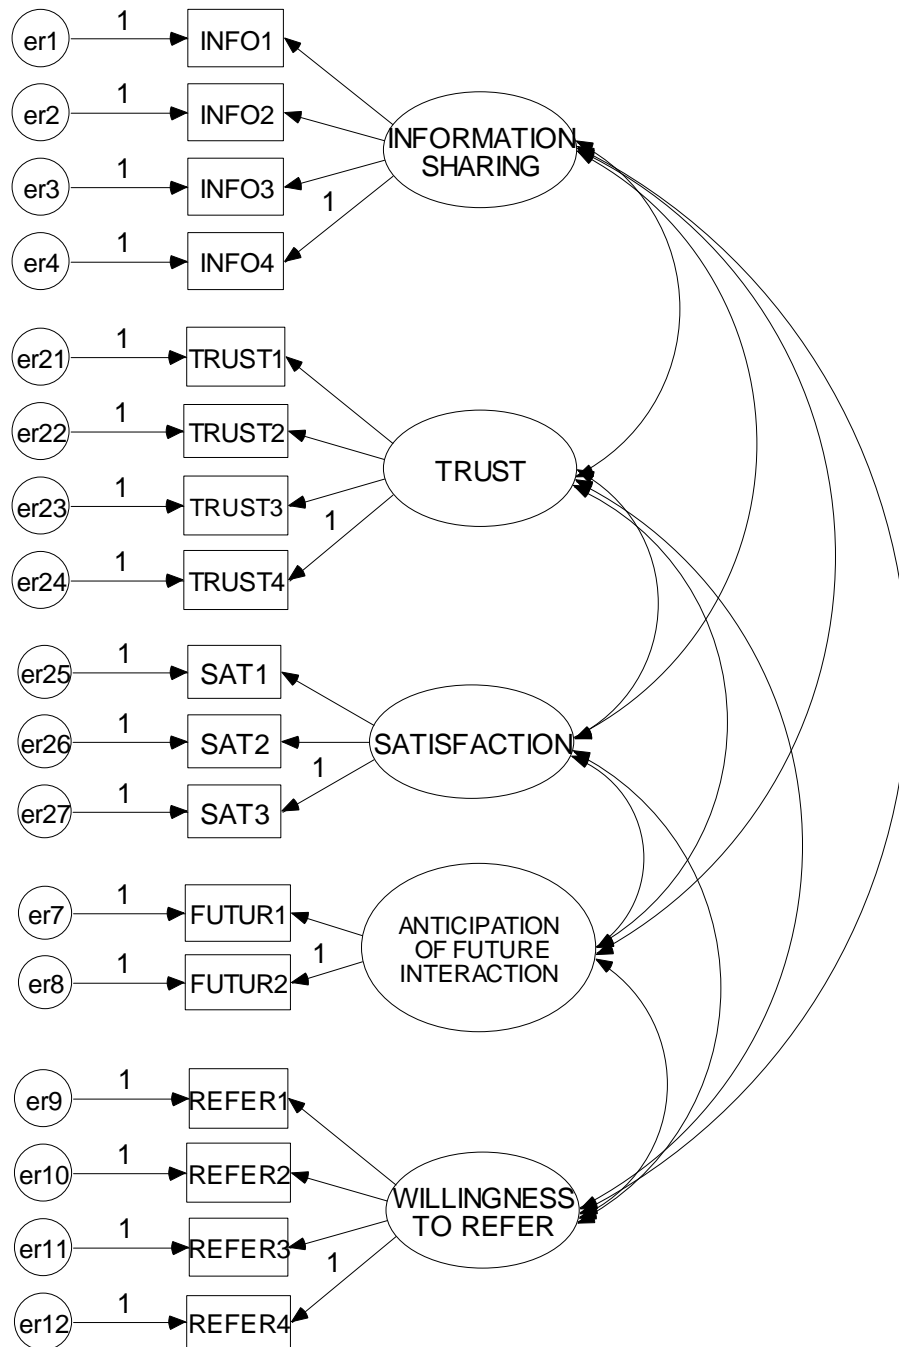 1
er1
INFO1
1
er2
INFO2
INFORMATION
SHARING
1
er3
INFO3
1
1
er4
INFO4
1
er21
TRUST1
1
er22
TRUST2
TRUST
1
er23
TRUST3
1
1
er24
TRUST4
1
er25
SAT1
1
er26
SAT2
SATISFACTION
1
1
er27
SAT3
1
er7
FUTUR1
ANTICIPATION
OF FUTURE
INTERACTION
1
1
er8
FUTUR2
1
er9
REFER1
1
er10
REFER2
WILLINGNESS
TO REFER
1
er11
REFER3
1
1
er12
REFER4